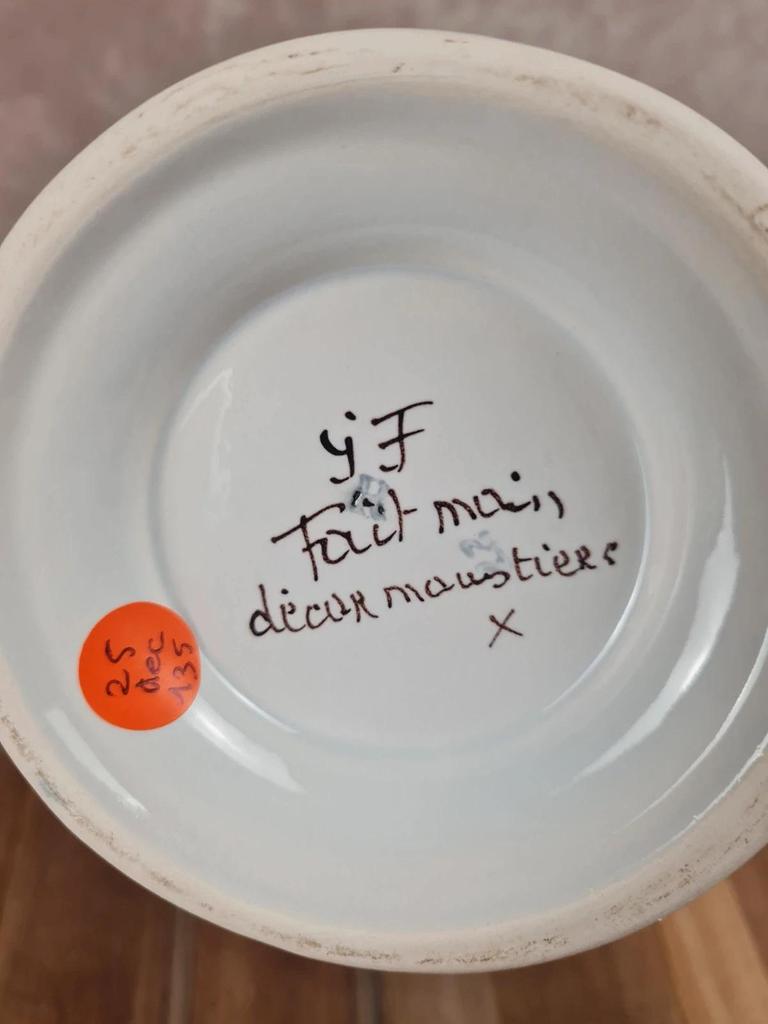 YF
Fait main
décor moustiers
X
25
dec
135